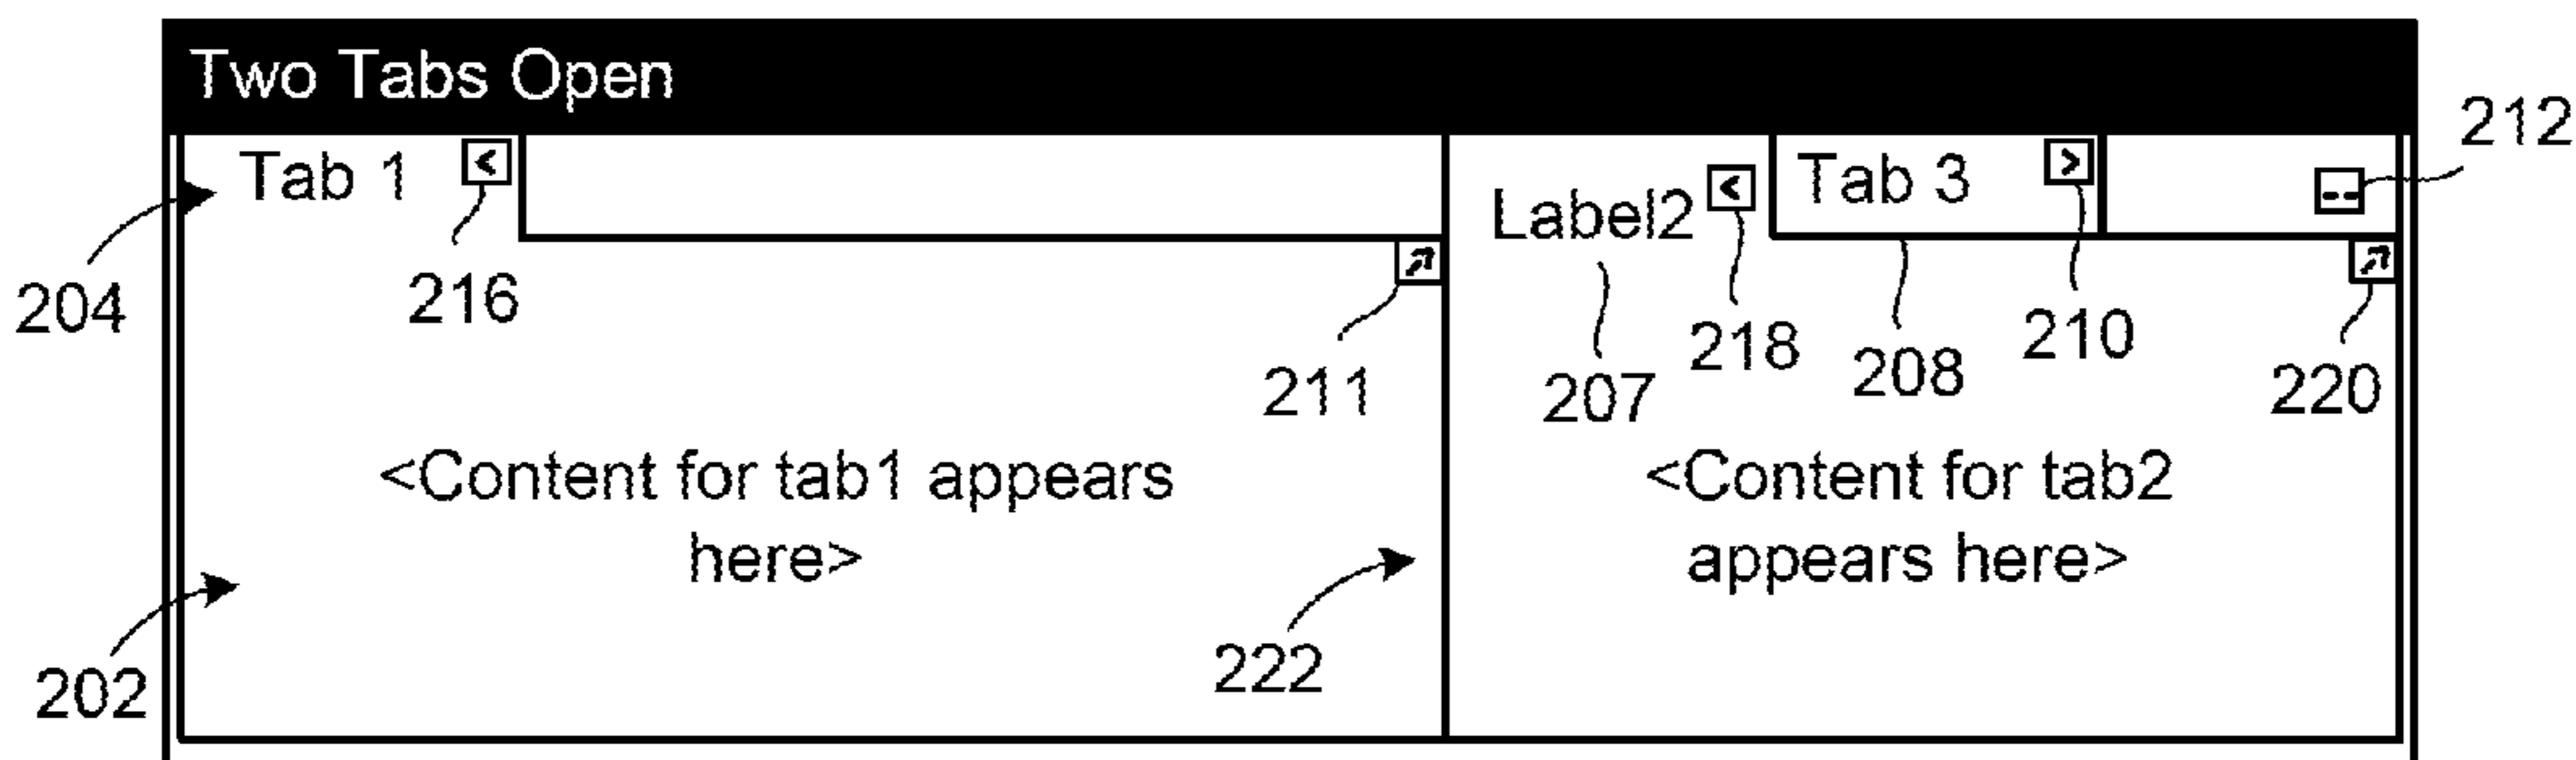 Two Tabs Open
212
Tab 1 <
Label2 <
Tab 3 >
--
204
216
211
207
218
208
210
220
<Content for tab1 appears
here>
<Content for tab2
appears here>
202
222